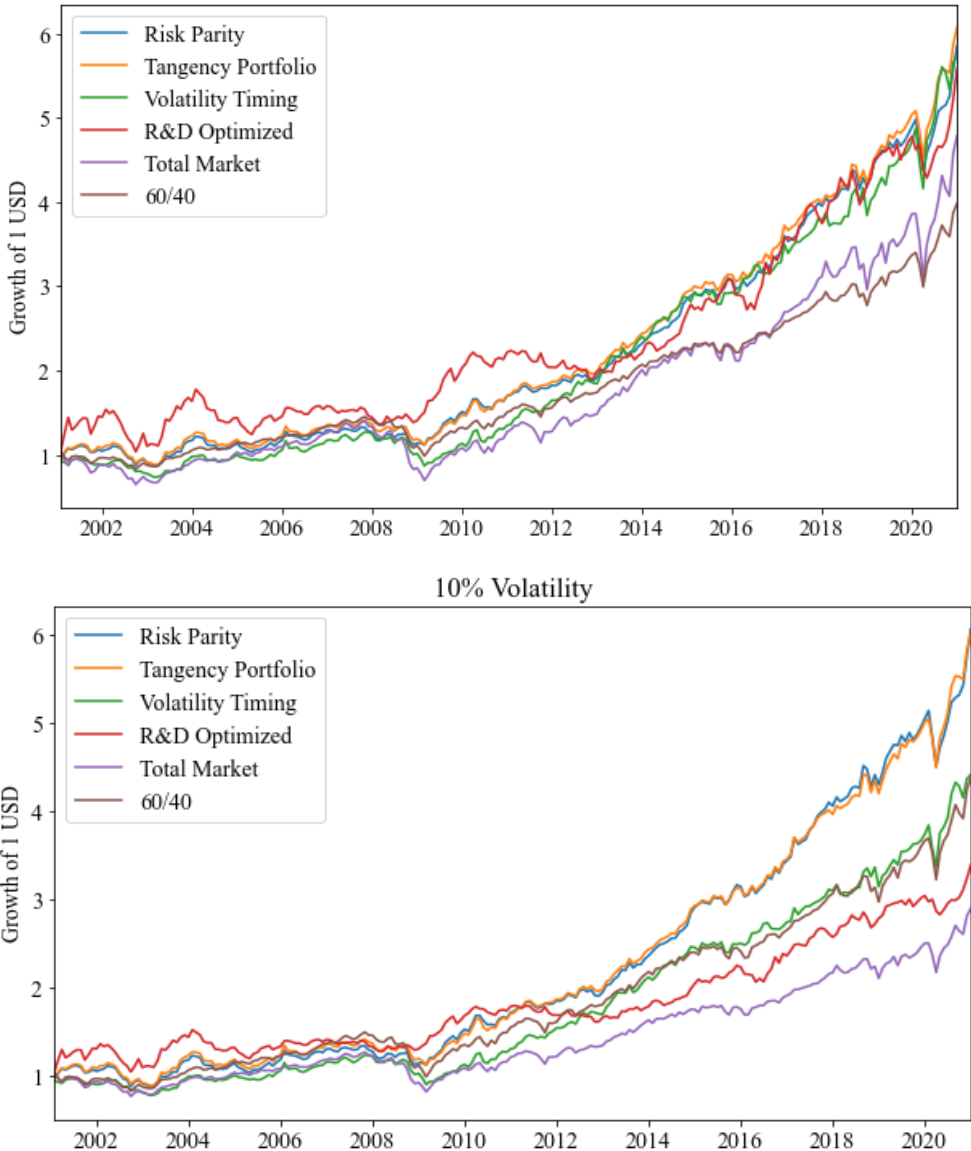 6
5
4
3
2
1
Growth of 1 USD
Risk Parity
Tangency Portfolio
Volatility Timing
R&D Optimized
Total Market
60/40
2002 2004 2006 2008 2010 2012 2014 2016 2018 2020
10% Volatility
6
5
4
3
2
1
Growth of 1 USD
Risk Parity
Tangency Portfolio
Volatility Timing
R&D Optimized
Total Market
60/40
2002 2004 2006 2008 2010 2012 2014 2016 2018 2020